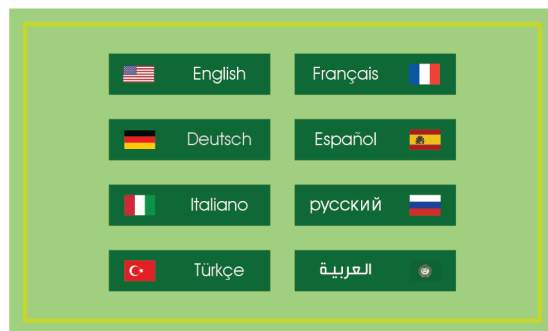 English
Français
Deutsch
Español
Italiano
русский
Türkçe
العربية